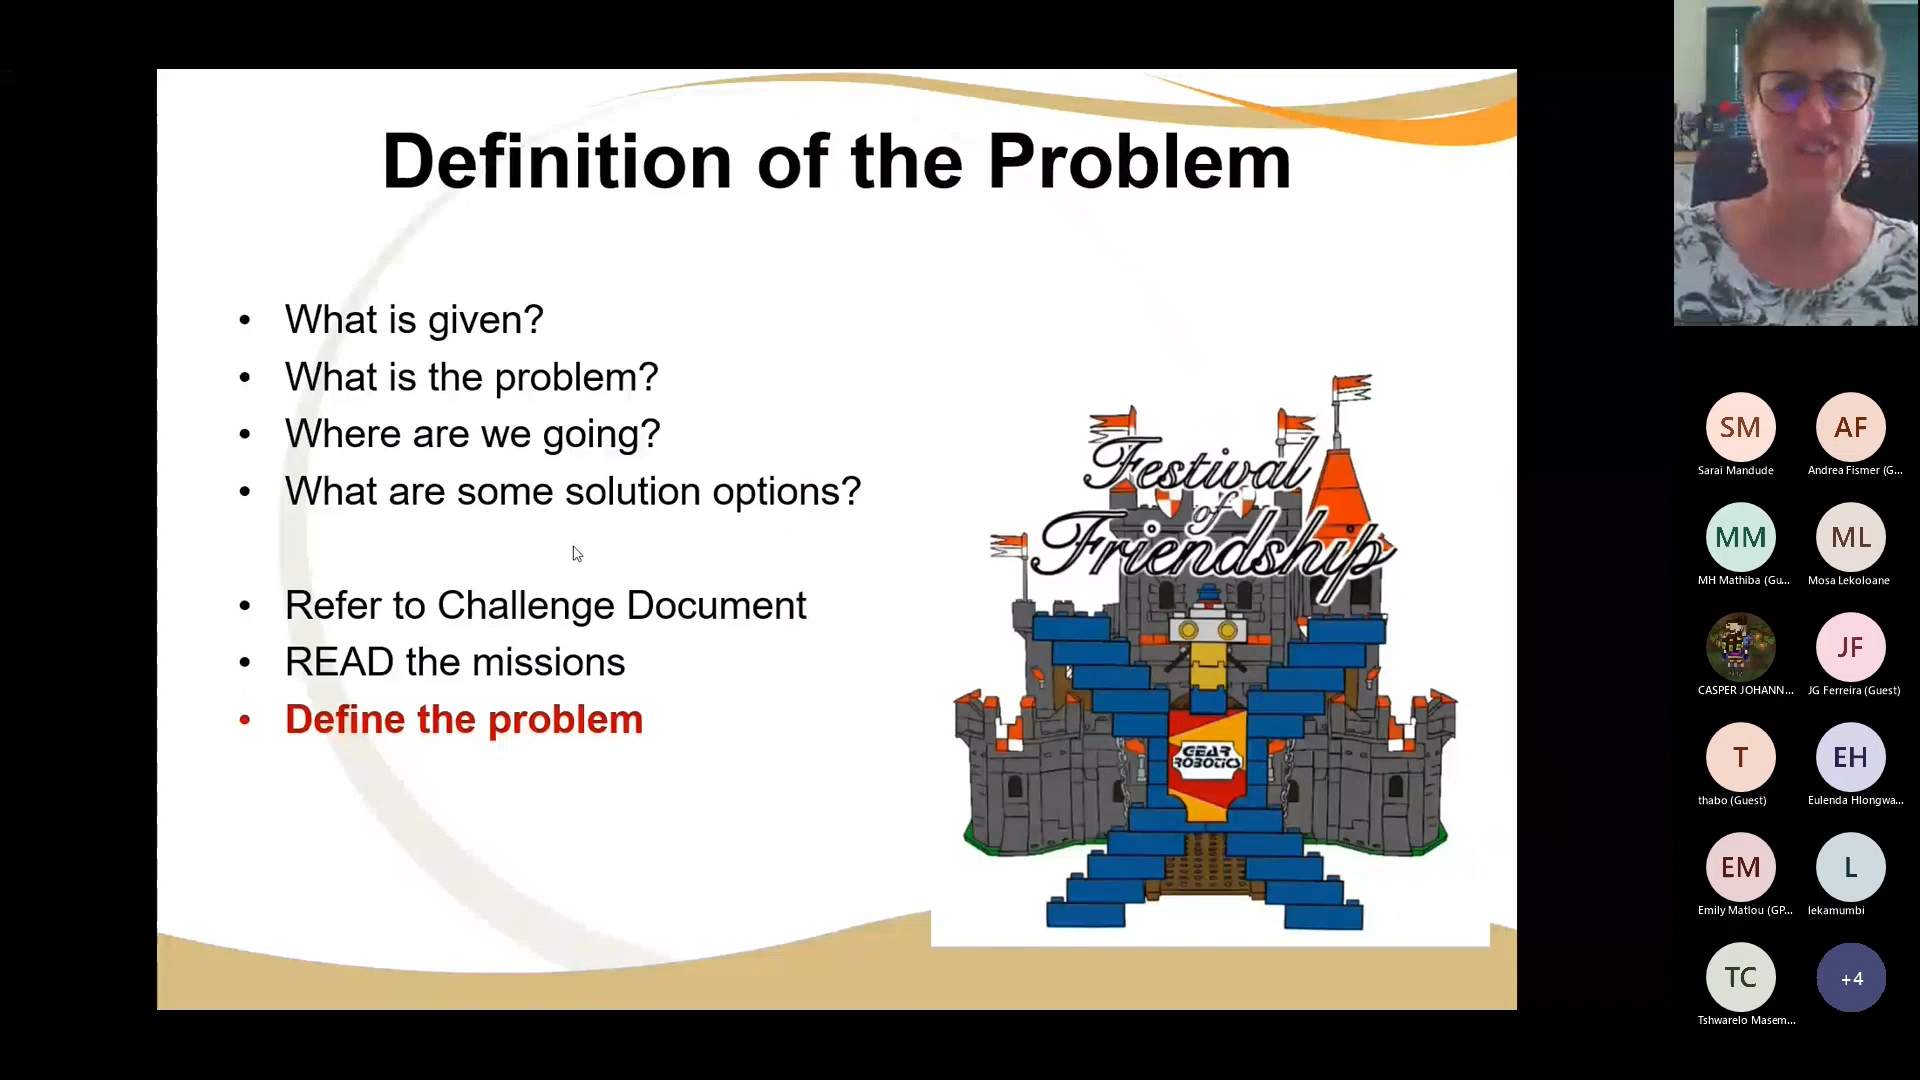 Definition of the Problem
• What is given?
• What is the problem?
• Where are we going?
• What are some solution options?
• Refer to Challenge Document
• READ the missions
• Define the problem
Festival
of
Friendship
GEAR
ROBOTICS
SM
Sarai Mandude
AF
Andrea Fismer (G...
MM
MH Mathiba (Gu...
ML
Mosa Lekoloane
CASPER JOHANN...
JF
JG Ferreira (Guest)
T
thabo (Guest)
EH
Eulenda Hlongwa...
EM
Emily Matlou (GP...
L
lekamumbi
TC
Tshwarelo Masem...
+4